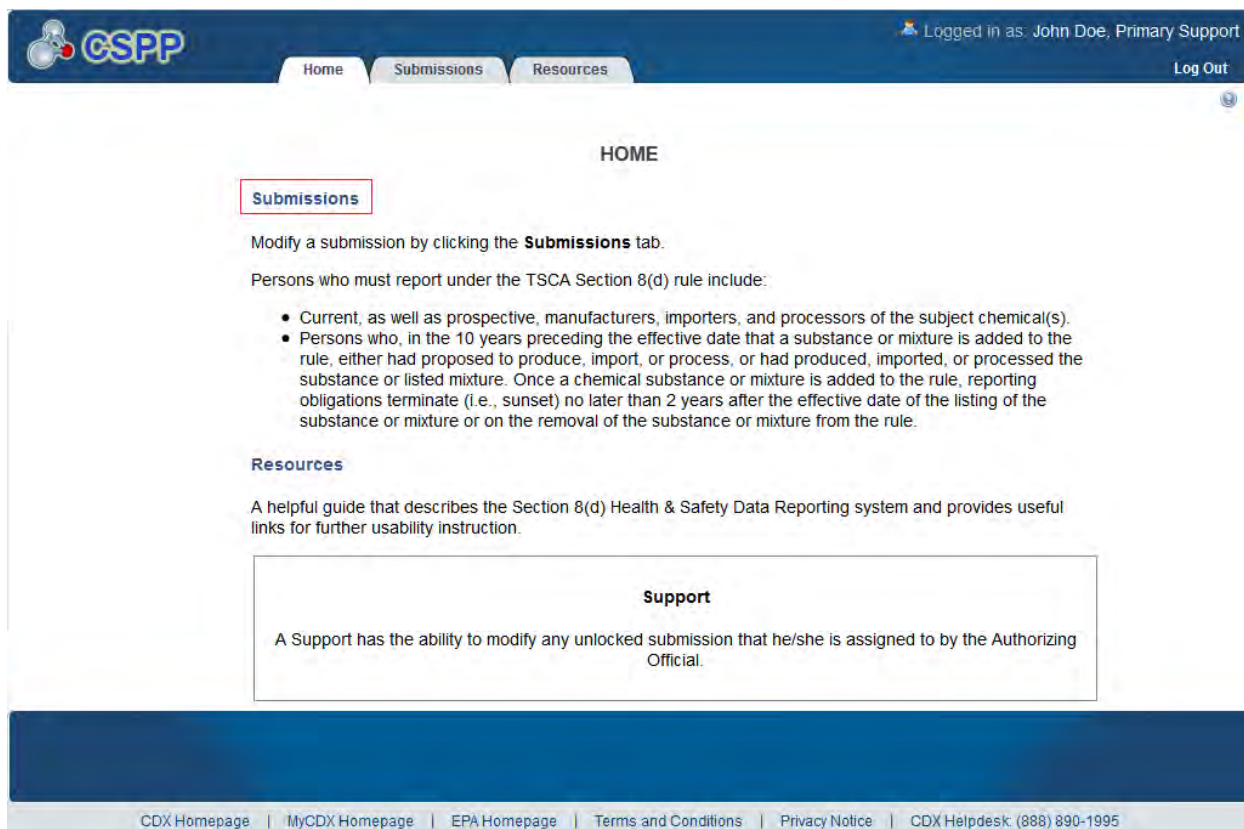 CSPP
Logged in as: John Doe, Primary Support
Home
Submissions
Resources
Log Out
HOME
Submissions
Modify a submission by clicking the Submissions tab.
Persons who must report under the TSCA Section 8(d) rule include:
• Current, as well as prospective, manufacturers, importers, and processors of the subject chemical(s).
• Persons who, in the 10 years preceding the effective date that a substance or mixture is added to the
rule, either had proposed to produce, import, or process, or had produced, imported, or processed the
substance or listed mixture. Once a chemical substance or mixture is added to the rule, reporting
obligations terminate (i.e., sunset) no later than 2 years after the effective date of the listing of the
substance or mixture or on the removal of the substance or mixture from the rule.
Resources
A helpful guide that describes the Section 8(d) Health & Safety Data Reporting system and provides useful
links for further usability instruction.
Support
A Support has the ability to modify any unlocked submission that he/she is assigned to by the Authorizing
Official.
CDX Homepage | MyCDX Homepage | EPA Homepage | Terms and Conditions | Privacy Notice | CDX Helpdesk: (888) 890-1995